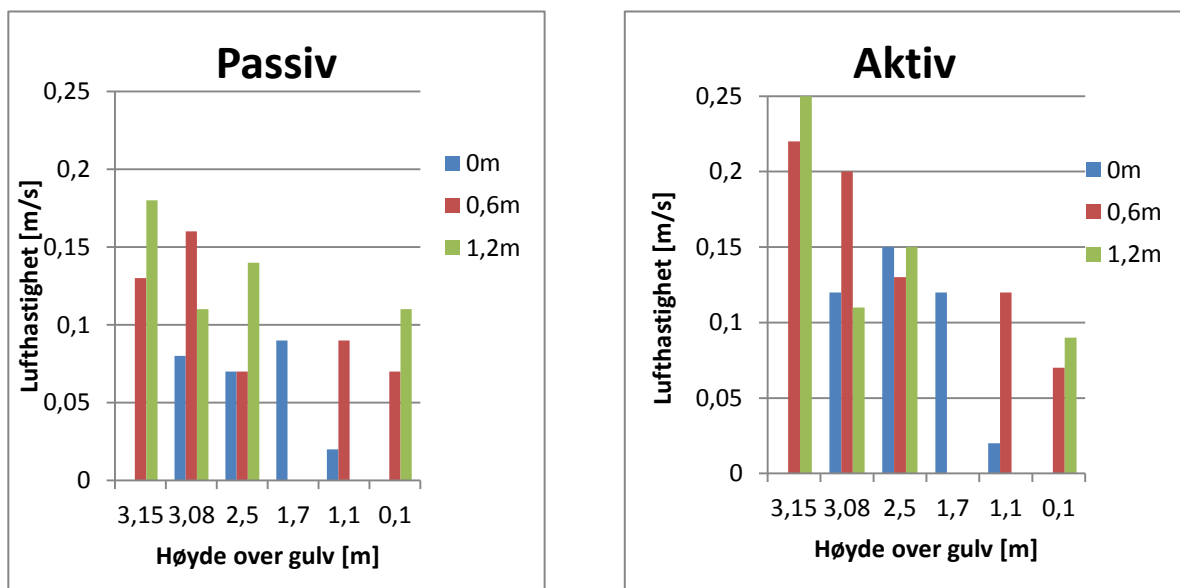 Passiv
Lufthastighet [m/s]
0,25
0,2
0,15
0,1
0,05
0
3,15 3,08 2,5 1,7 1,1 0,1
Høyde over gulv [m]
0m
0,6m
1,2m
Aktiv
Lufthastighet [m/s]
0,25
0,2
0,15
0,1
0,05
0
3,15 3,08 2,5 1,7 1,1 0,1
Høyde over gulv [m]
0m
0,6m
1,2m